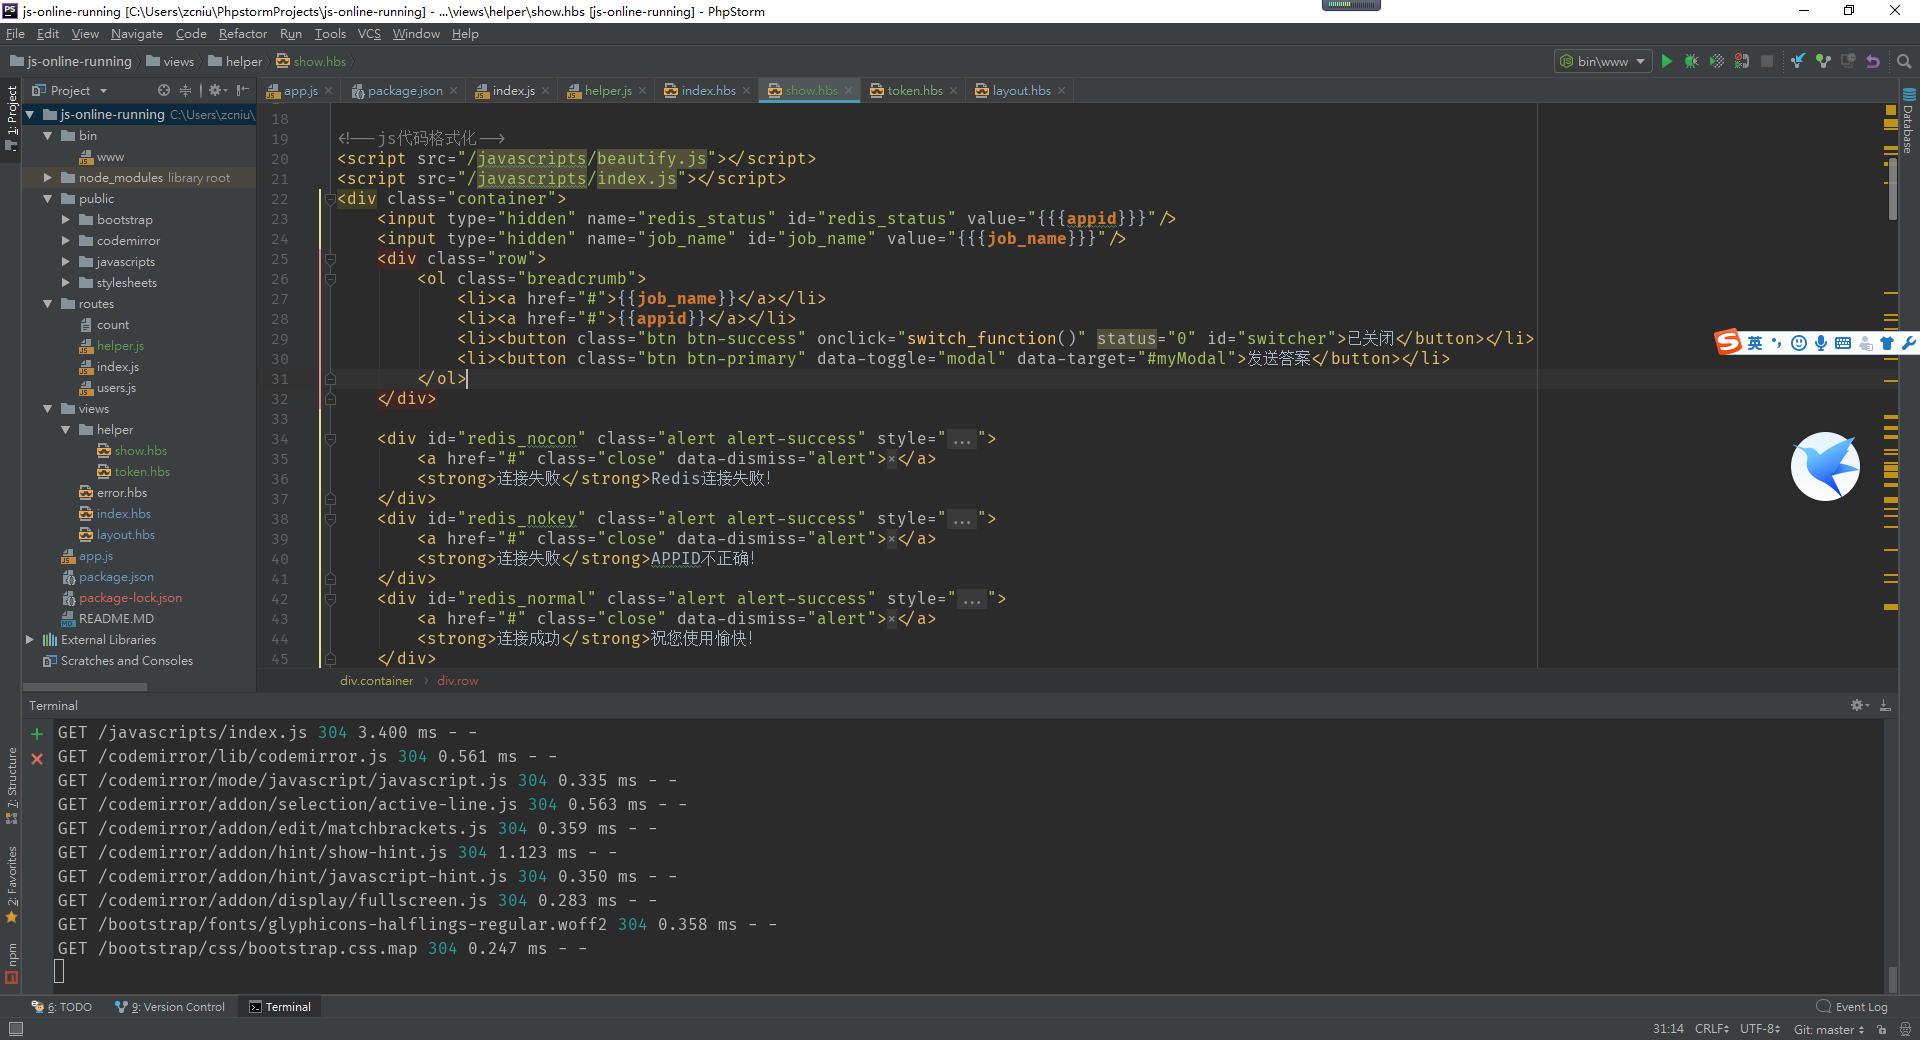 js-online-running [C:\Users\zcniu\PhpstormProjects\js-online-running] - ...\views\helper\show.hbs [js-online-running] - PhpStorm
File Edit View Navigate Code Refactor Run Tools VCS Window Help
js-online-running views helper show.hbs
bin\www
Project
app.js package.json index.js helper.js index.hbs show.hbs token.hbs layout.hbs
1: Project
7: Structure
2: Favorites
npm
Database
js-online-running C:\Users\zcniu\
bin
www
node_modules library root
public
bootstrap
codemirror
javascripts
stylesheets
routes
count
helper.js
index.js
users.js
views
helper
show.hbs
token.hbs
error.hbs
index.hbs
layout.hbs
app.js
package.json
package-lock.json
README.MD
External Libraries
Scratches and Consoles
18
19 <!--js代码格式化-->
20 <script src="/javascripts/beautify.js"></script>
21 <script src="/javascripts/index.js"></script>
22 <div class="container">
23 <input type="hidden" name="redis_status" id="redis_status" value="{{{appid}}}"/>
24 <input type="hidden" name="job_name" id="job_name" value="{{{job_name}}}"/>
25 <div class="row">
26 <ol class="breadcrumb">
27 <li><a href="#">{{job_name}}</a></li>
28 <li><a href="#">{{appid}}</a></li>
29 <li><button class="btn btn-success" onclick="switch_function()" status="0" id="switcher">已关闭</button></li>
30 <li><button class="btn btn-primary" data-toggle="modal" data-target="#myModal">发送答案</button></li>
31 </ol>
32 </div>
33
34 <div id="redis_nocon" class="alert alert-success" style="...">
35 <a href="#" class="close" data-dismiss="alert">×</a>
36 <strong>连接失败</strong>Redis连接失败!
37 </div>
38 <div id="redis_nokey" class="alert alert-success" style="...">
39 <a href="#" class="close" data-dismiss="alert">×</a>
40 <strong>连接失败</strong>APPID不正确!
41 </div>
42 <div id="redis_normal" class="alert alert-success" style="...">
43 <a href="#" class="close" data-dismiss="alert">×</a>
44 <strong>连接成功</strong>祝您使用愉快!
45 </div>
div.container › div.row
英
Terminal
GET /javascripts/index.js 304 3.400 ms - -
GET /codemirror/lib/codemirror.js 304 0.561 ms - -
GET /codemirror/mode/javascript/javascript.js 304 0.335 ms - -
GET /codemirror/addon/selection/active-line.js 304 0.563 ms - -
GET /codemirror/addon/edit/matchbrackets.js 304 0.359 ms - -
GET /codemirror/addon/hint/show-hint.js 304 1.123 ms - -
GET /codemirror/addon/hint/javascript-hint.js 304 0.350 ms - -
GET /codemirror/addon/display/fullscreen.js 304 0.283 ms - -
GET /bootstrap/fonts/glyphicons-halflings-regular.woff2 304 0.358 ms - -
GET /bootstrap/css/bootstrap.css.map 304 0.247 ms - -
6: TODO 9: Version Control Terminal Event Log
31:14 CRLF UTF-8 Git: master